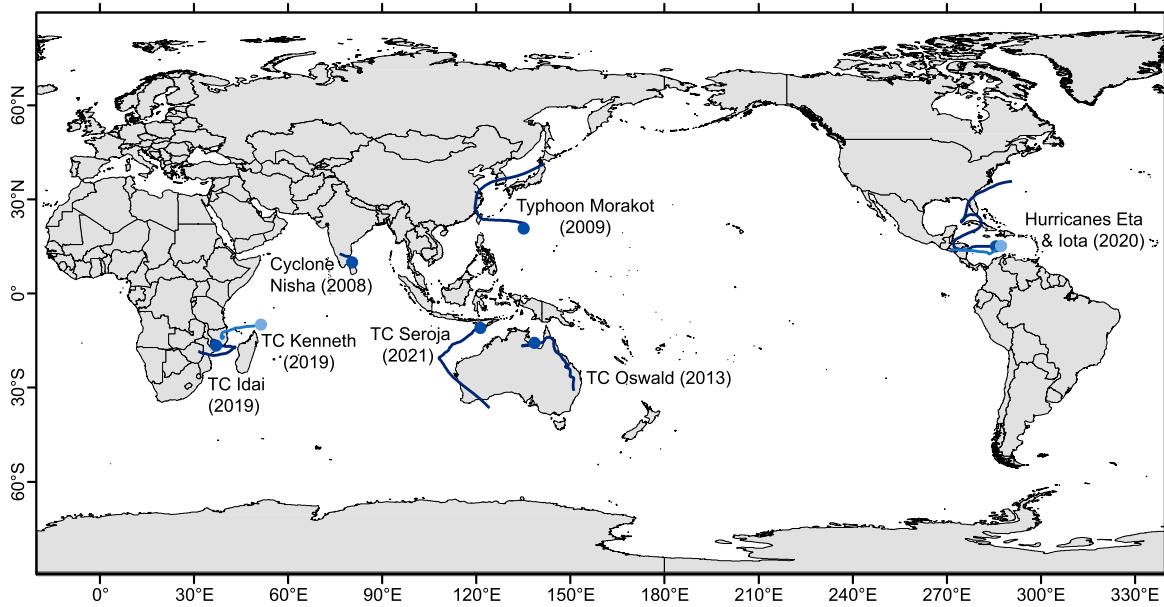 60°N
30°N
0°
30°S
60°S
Typhoon Morakot
(2009)
Hurricanes Eta
& Iota (2020)
Cyclone
Nisha (2008)
TC Kenneth
(2019)
TC Seroja
(2021)
TC Idai
(2019)
TC Oswald (2013)
0°
30°E
60°E
90°E
120°E
150°E
180°E
210°E
240°E
270°E
300°E
330°E